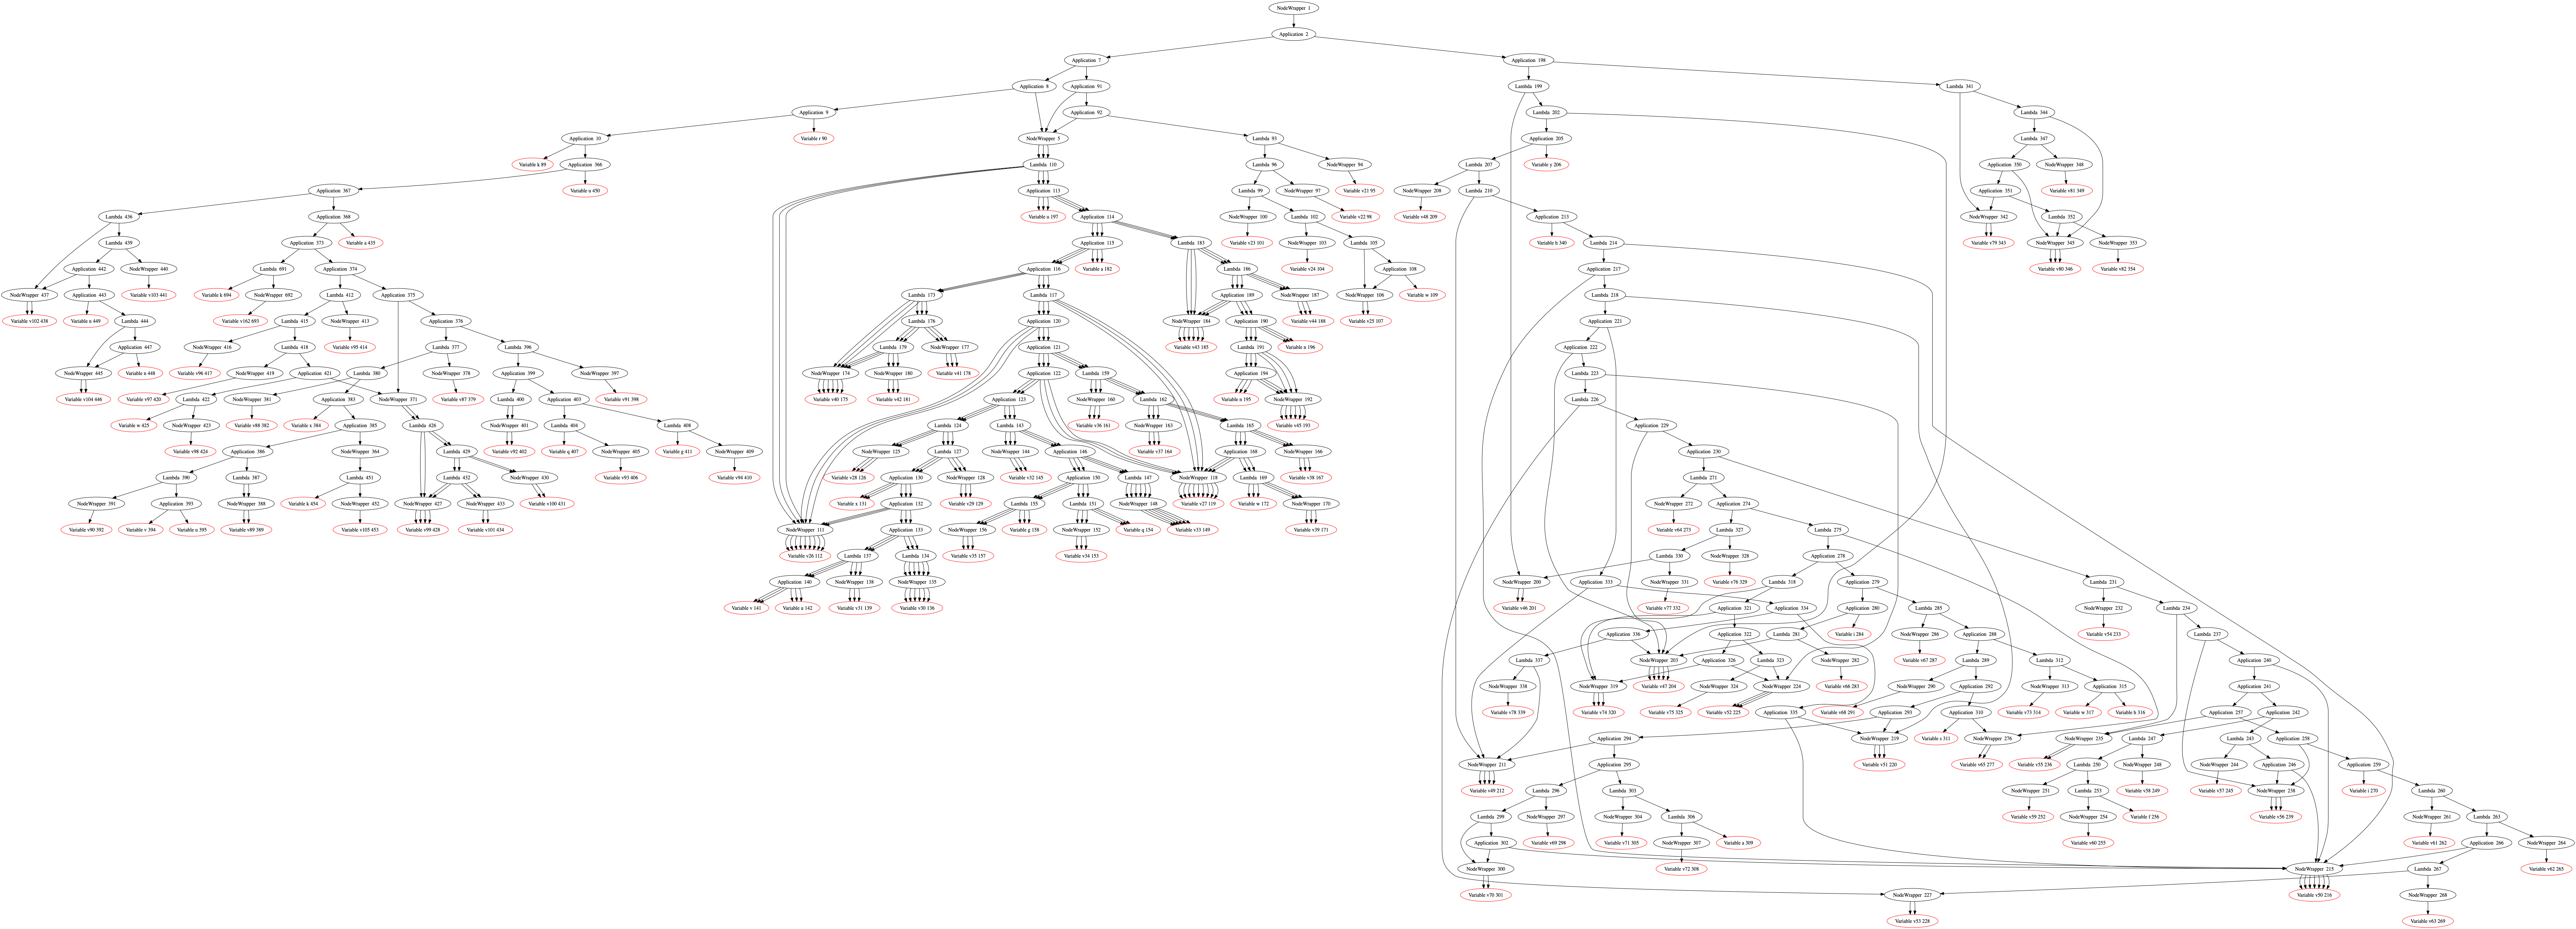 NodeWrapper 1
Application 2
Application 7
Application 198
Application 8
Application 91
Lambda 199
Lambda 341
Application 9
Application 92
Lambda 202
Lambda 344
Application 10
Variable r 90
NodeWrapper 5
Lambda 93
Application 205
Lambda 347
Variable k 89
Application 366
Lambda 110
Lambda 96
NodeWrapper 94
Lambda 207
Variable y 206
Application 350
NodeWrapper 348
Application 367
Variable u 450
Application 113
Lambda 99
NodeWrapper 97
Variable v21 95
NodeWrapper 208
Lambda 210
Application 351
Variable v81 349
Lambda 436
Application 368
Variable u 197
Application 114
NodeWrapper 100
Lambda 102
Variable v22 98
Variable v48 209
Application 213
NodeWrapper 342
Lambda 352
Lambda 439
Application 373
Variable a 435
Application 115
Lambda 183
Variable v23 101
NodeWrapper 103
Lambda 105
Variable h 340
Lambda 214
Variable v79 343
NodeWrapper 345
NodeWrapper 353
Application 442
NodeWrapper 440
Lambda 691
Application 374
Application 116
Variable a 182
Lambda 186
Variable v24 104
Application 108
Application 217
Variable v80 346
Variable v82 354
NodeWrapper 437
Application 443
Variable v103 441
Variable k 694
NodeWrapper 692
Lambda 412
Application 375
Lambda 173
Lambda 117
Application 189
NodeWrapper 187
NodeWrapper 106
Variable w 109
Lambda 218
Variable v102 438
Variable n 449
Lambda 444
Variable v162 693
Lambda 415
NodeWrapper 413
Application 376
Lambda 176
Lambda 120
NodeWrapper 184
Application 190
Variable v44 188
Variable v25 107
Application 221
Application 447
NodeWrapper 416
Lambda 418
Variable v95 414
Lambda 377
Lambda 396
Lambda 179
NodeWrapper 177
Application 121
Variable v43 185
Lambda 191
Variable n 196
Application 222
NodeWrapper 445
Variable n 448
Variable v96 417
NodeWrapper 419
Application 421
Lambda 380
NodeWrapper 378
Application 399
NodeWrapper 397
NodeWrapper 174
NodeWrapper 180
Variable v41 178
Application 122
Lambda 159
Application 194
Lambda 223
Variable v104 446
Variable v97 420
Lambda 422
NodeWrapper 381
Application 383
NodeWrapper 371
Variable v87 379
Lambda 400
Application 403
Variable v91 398
Variable v40 175
Variable v42 181
Application 123
NodeWrapper 160
Lambda 162
Variable n 195
NodeWrapper 192
Lambda 226
Variable w 425
NodeWrapper 423
Variable v88 382
Variable x 384
Application 385
Lambda 426
NodeWrapper 401
Lambda 404
Lambda 408
Lambda 124
Lambda 143
Variable v36 161
NodeWrapper 163
Lambda 165
Variable v45 193
Application 229
Variable v98 424
Application 386
NodeWrapper 364
Lambda 429
Variable v92 402
Variable q 407
NodeWrapper 405
Variable g 411
NodeWrapper 409
NodeWrapper 125
Lambda 127
NodeWrapper 144
Lambda 146
Variable v37 164
Application 168
NodeWrapper 166
Application 230
Lambda 390
Lambda 387
Lambda 451
Lambda 432
NodeWrapper 430
Variable v93 406
Variable v94 410
Variable v28 126
Application 130
NodeWrapper 128
Variable v32 145
Application 150
Lambda 147
NodeWrapper 118
Lambda 169
Variable v38 167
Lambda 271
NodeWrapper 391
Application 393
NodeWrapper 388
Variable k 454
NodeWrapper 452
NodeWrapper 427
NodeWrapper 433
Variable v100 431
Variable x 131
Application 132
Variable v29 129
Lambda 155
Lambda 151
NodeWrapper 148
Variable v27 119
Variable w 172
NodeWrapper 170
NodeWrapper 272
Application 274
Variable v90 392
Variable v 394
Variable u 395
Variable v89 389
Variable v105 453
Variable v99 428
Variable v101 434
NodeWrapper 111
Application 133
NodeWrapper 156
Variable g 158
NodeWrapper 152
Variable q 154
Variable v33 149
Variable v39 171
Variable v64 273
Lambda 327
Lambda 275
Variable v26 112
Lambda 137
Lambda 134
Variable v35 157
Variable v34 153
Lambda 330
NodeWrapper 328
Application 278
Application 140
NodeWrapper 138
NodeWrapper 135
NodeWrapper 200
NodeWrapper 331
Variable v76 329
Application 333
Lambda 318
Application 279
Lambda 231
Variable v 141
Variable a 142
Variable v31 139
Variable v30 136
Variable v46 201
Variable v77 332
Application 321
Application 334
Application 280
Lambda 285
NodeWrapper 232
Lambda 234
Application 336
Application 322
Lambda 281
Variable i 284
NodeWrapper 286
Application 288
Variable v54 233
Lambda 237
Lambda 337
NodeWrapper 203
Application 326
Lambda 323
NodeWrapper 282
Variable v67 287
Lambda 289
Lambda 312
Application 240
NodeWrapper 338
NodeWrapper 319
Variable v47 204
NodeWrapper 324
NodeWrapper 224
Variable v66 283
NodeWrapper 290
Application 292
NodeWrapper 313
Application 315
Application 241
Variable v78 339
Variable v74 320
Variable v75 325
Variable v52 225
Application 335
Variable v68 291
Application 293
Application 310
Variable v73 314
Variable w 317
Variable h 316
Application 257
Application 242
Application 294
NodeWrapper 219
Variable s 311
NodeWrapper 276
NodeWrapper 235
Lambda 247
Lambda 243
Application 258
NodeWrapper 211
Application 295
Variable v51 220
Variable v65 277
Variable v55 236
Lambda 250
NodeWrapper 248
NodeWrapper 244
Application 246
Application 259
Variable v49 212
Lambda 296
Lambda 303
NodeWrapper 251
Lambda 253
Variable v58 249
Variable v57 245
NodeWrapper 238
Variable i 270
Lambda 260
Lambda 299
NodeWrapper 297
NodeWrapper 304
Lambda 306
Variable v59 252
NodeWrapper 254
Variable f 256
Variable v56 239
NodeWrapper 261
Lambda 263
Application 302
Variable v69 298
Variable v71 305
NodeWrapper 307
Variable a 309
Variable v60 255
Variable v61 262
Application 266
NodeWrapper 264
NodeWrapper 300
Variable v72 308
NodeWrapper 215
Lambda 267
Variable v62 265
Variable v70 301
NodeWrapper 227
Variable v50 216
NodeWrapper 268
Variable v53 228
Variable v63 269